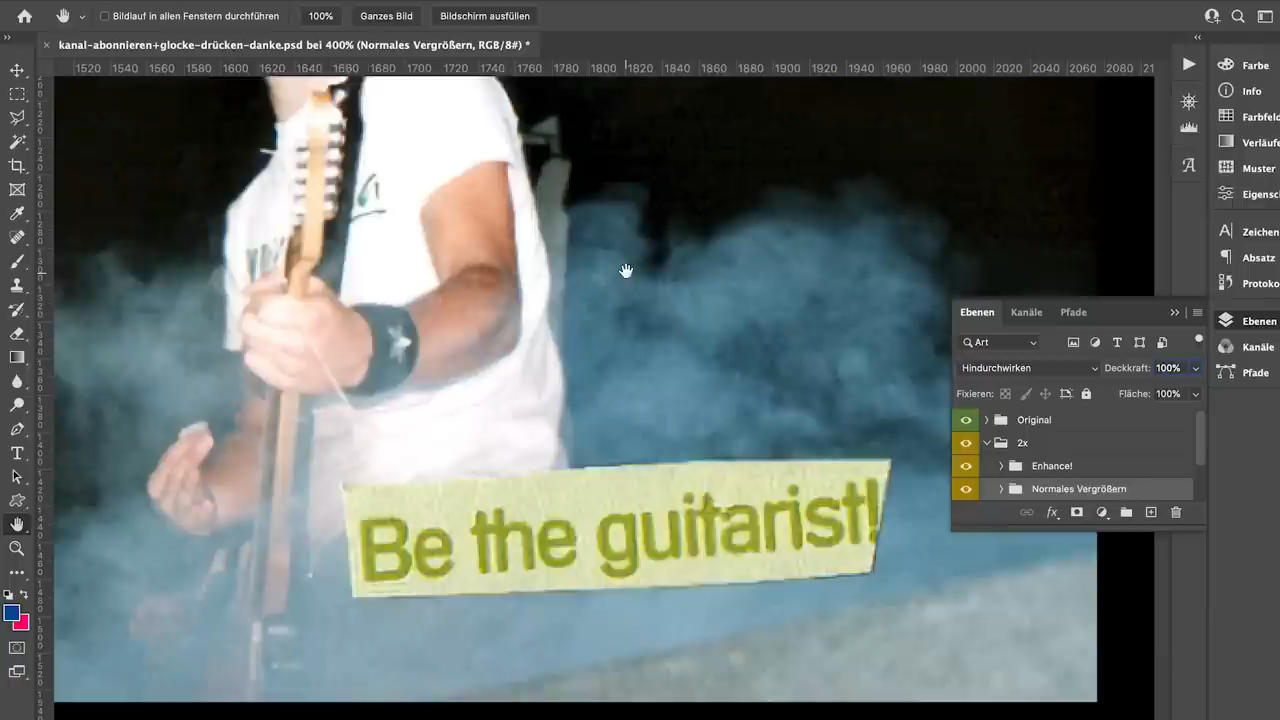 Bildlauf in allen Fenstern durchführen 100% Ganzes Bild Bildschirm ausfüllen
kanal-abonnieren+glocke-drücken-danke.psd bei 400% (Normales Vergrößern, RGB/8#) *
1520 1540 1560 1580 1600 1620 1640 1660 1680 1700 1720 1740 1760 1780 1800 1820 1840 1860 1880 1900 1920 1940 1960 1980 2000 2020 2040 2060 2080 21
Farbe
Info
Farbfeld
Verläufe
Muster
Eigensc
Zeichen
Absatz
Protoko
Ebenen
Kanäle
Pfade
Ebenen Kanäle Pfade
Art
Hindurchwirken Deckkraft: 100%
Fixieren: Fläche: 100%
Original
2x
Enhance!
Normales Vergrößern
fx
Be the guitarist!